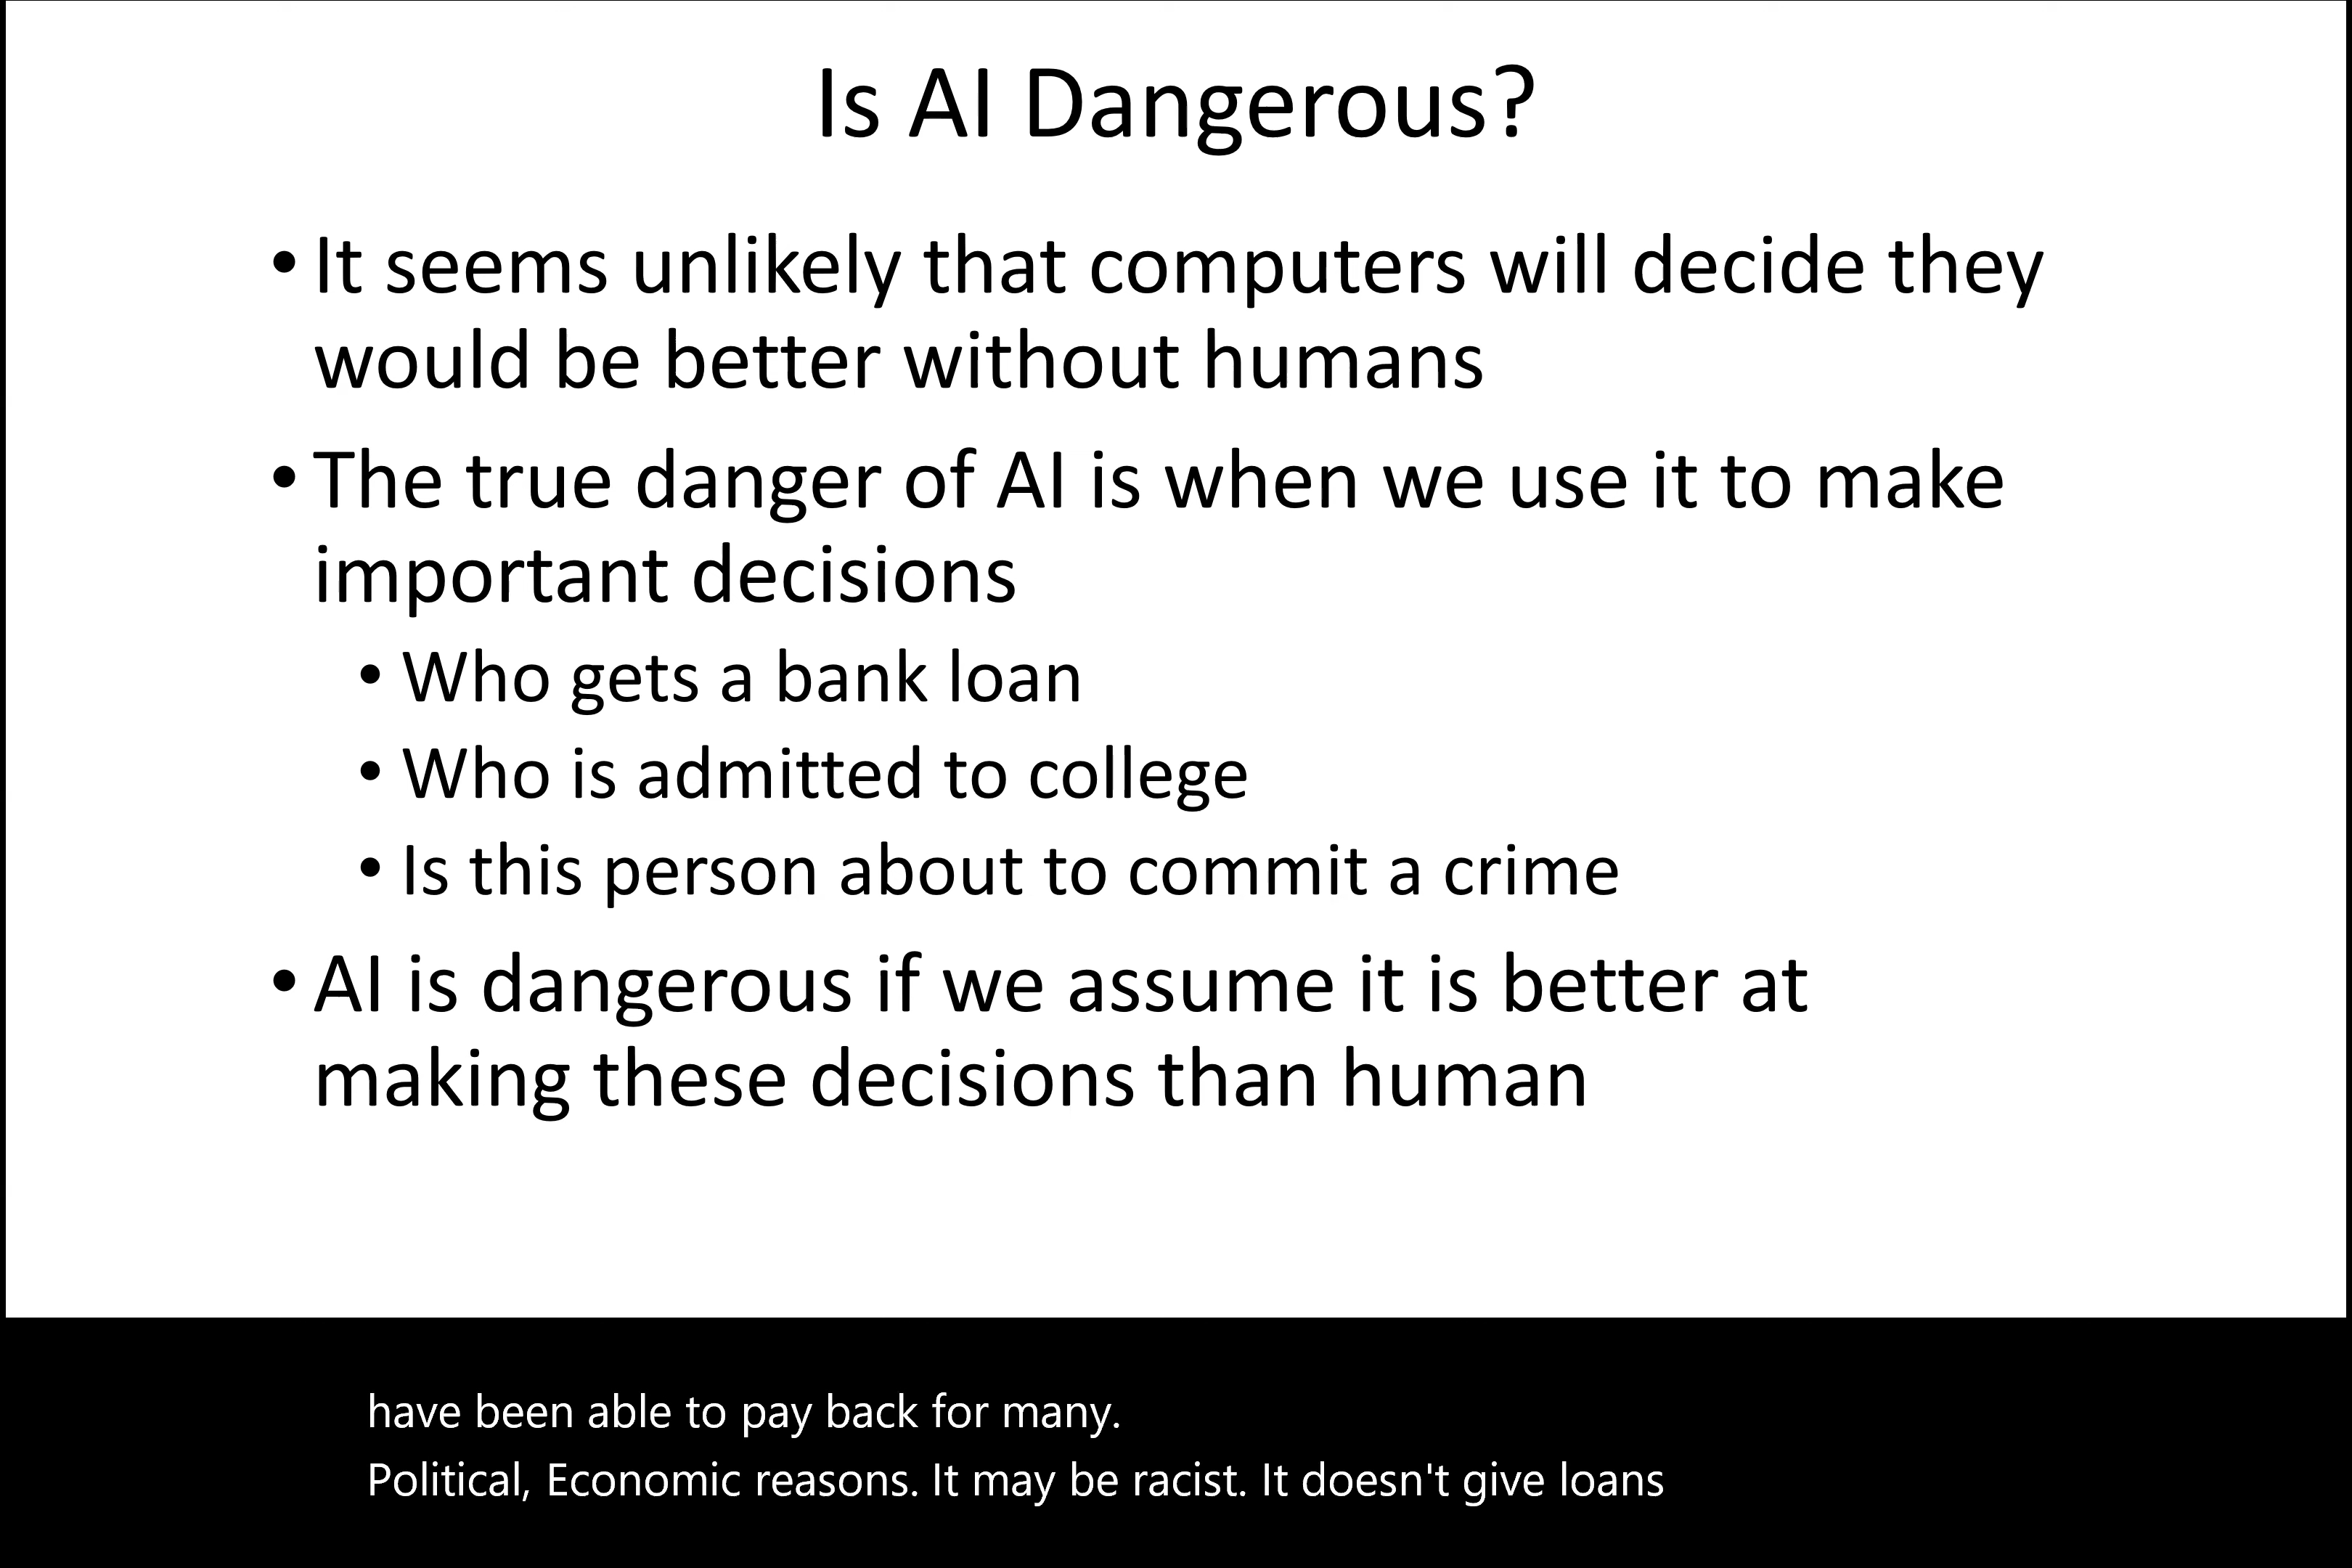 Is AI Dangerous?
• It seems unlikely that computers will decide they
would be better without humans
• The true danger of AI is when we use it to make
important decisions
• Who gets a bank loan
• Who is admitted to college
• Is this person about to commit a crime
• AI is dangerous if we assume it is better at
making these decisions than human
have been able to pay back for many.
Political, Economic reasons. It may be racist. It doesn't give loans